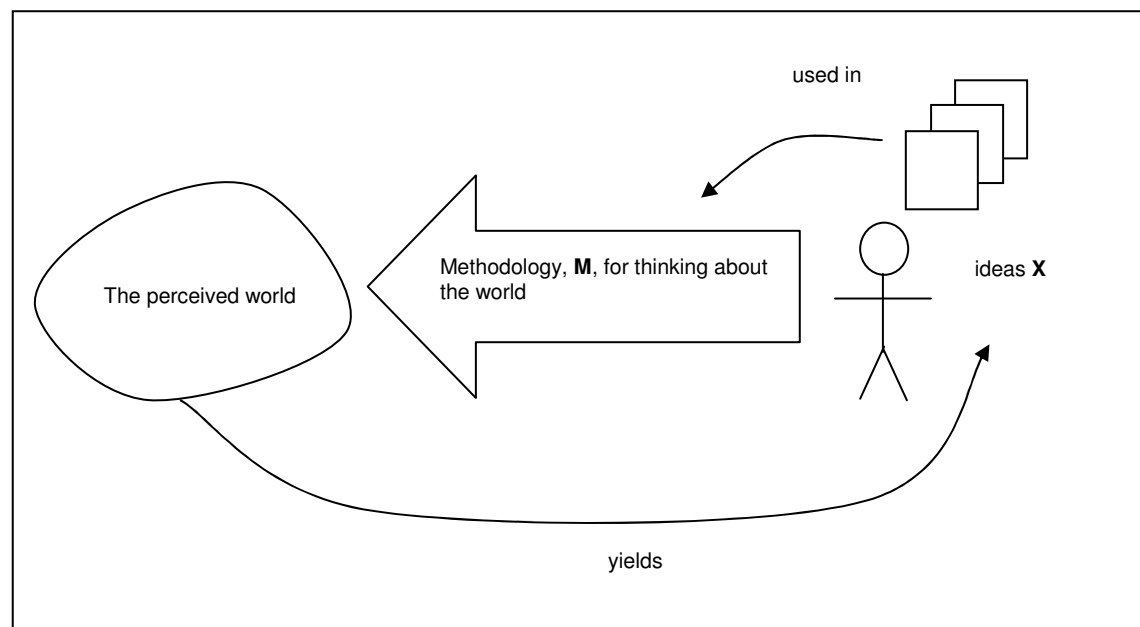 used in
Methodology, M, for thinking about
the world
ideas X
The perceived world
yields